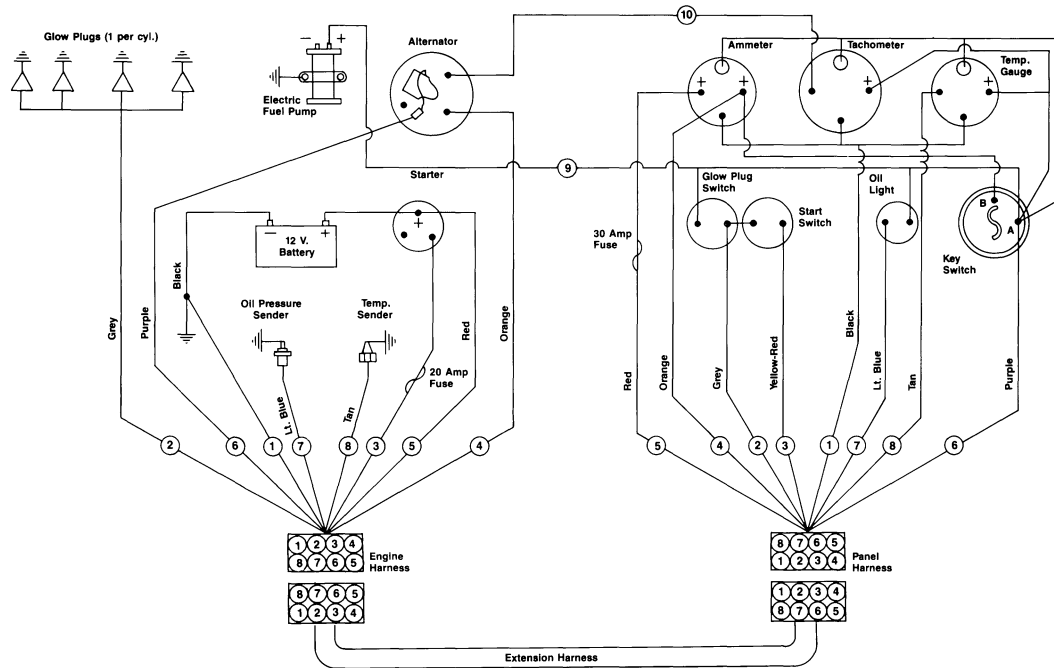 Glow Plugs (1 per cyl.)
− +
Electric
Fuel Pump
Alternator
10
Ammeter
Tachometer
Temp.
Gauge
+ + + +
9
Starter
Glow Plug
Switch
Oil
Light
Start
Switch
B
A
Key
Switch
− +
12 V.
Battery
+
30 Amp
Fuse
Oil Pressure
Sender
Temp.
Sender
20 Amp
Fuse
Grey
Purple
Black
Lt. Blue
Tan
Red
Orange
Red
Orange
Grey
Yellow-Red
Black
Lt. Blue
Tan
Purple
2 6 1 7 8 3 5 4
5 4 2 3 1 7 8 6
1 2 3 4
8 7 6 5
Engine
Harness
8 7 6 5
1 2 3 4
8 7 6 5
1 2 3 4
Panel
Harness
1 2 3 4
8 7 6 5
Extension Harness